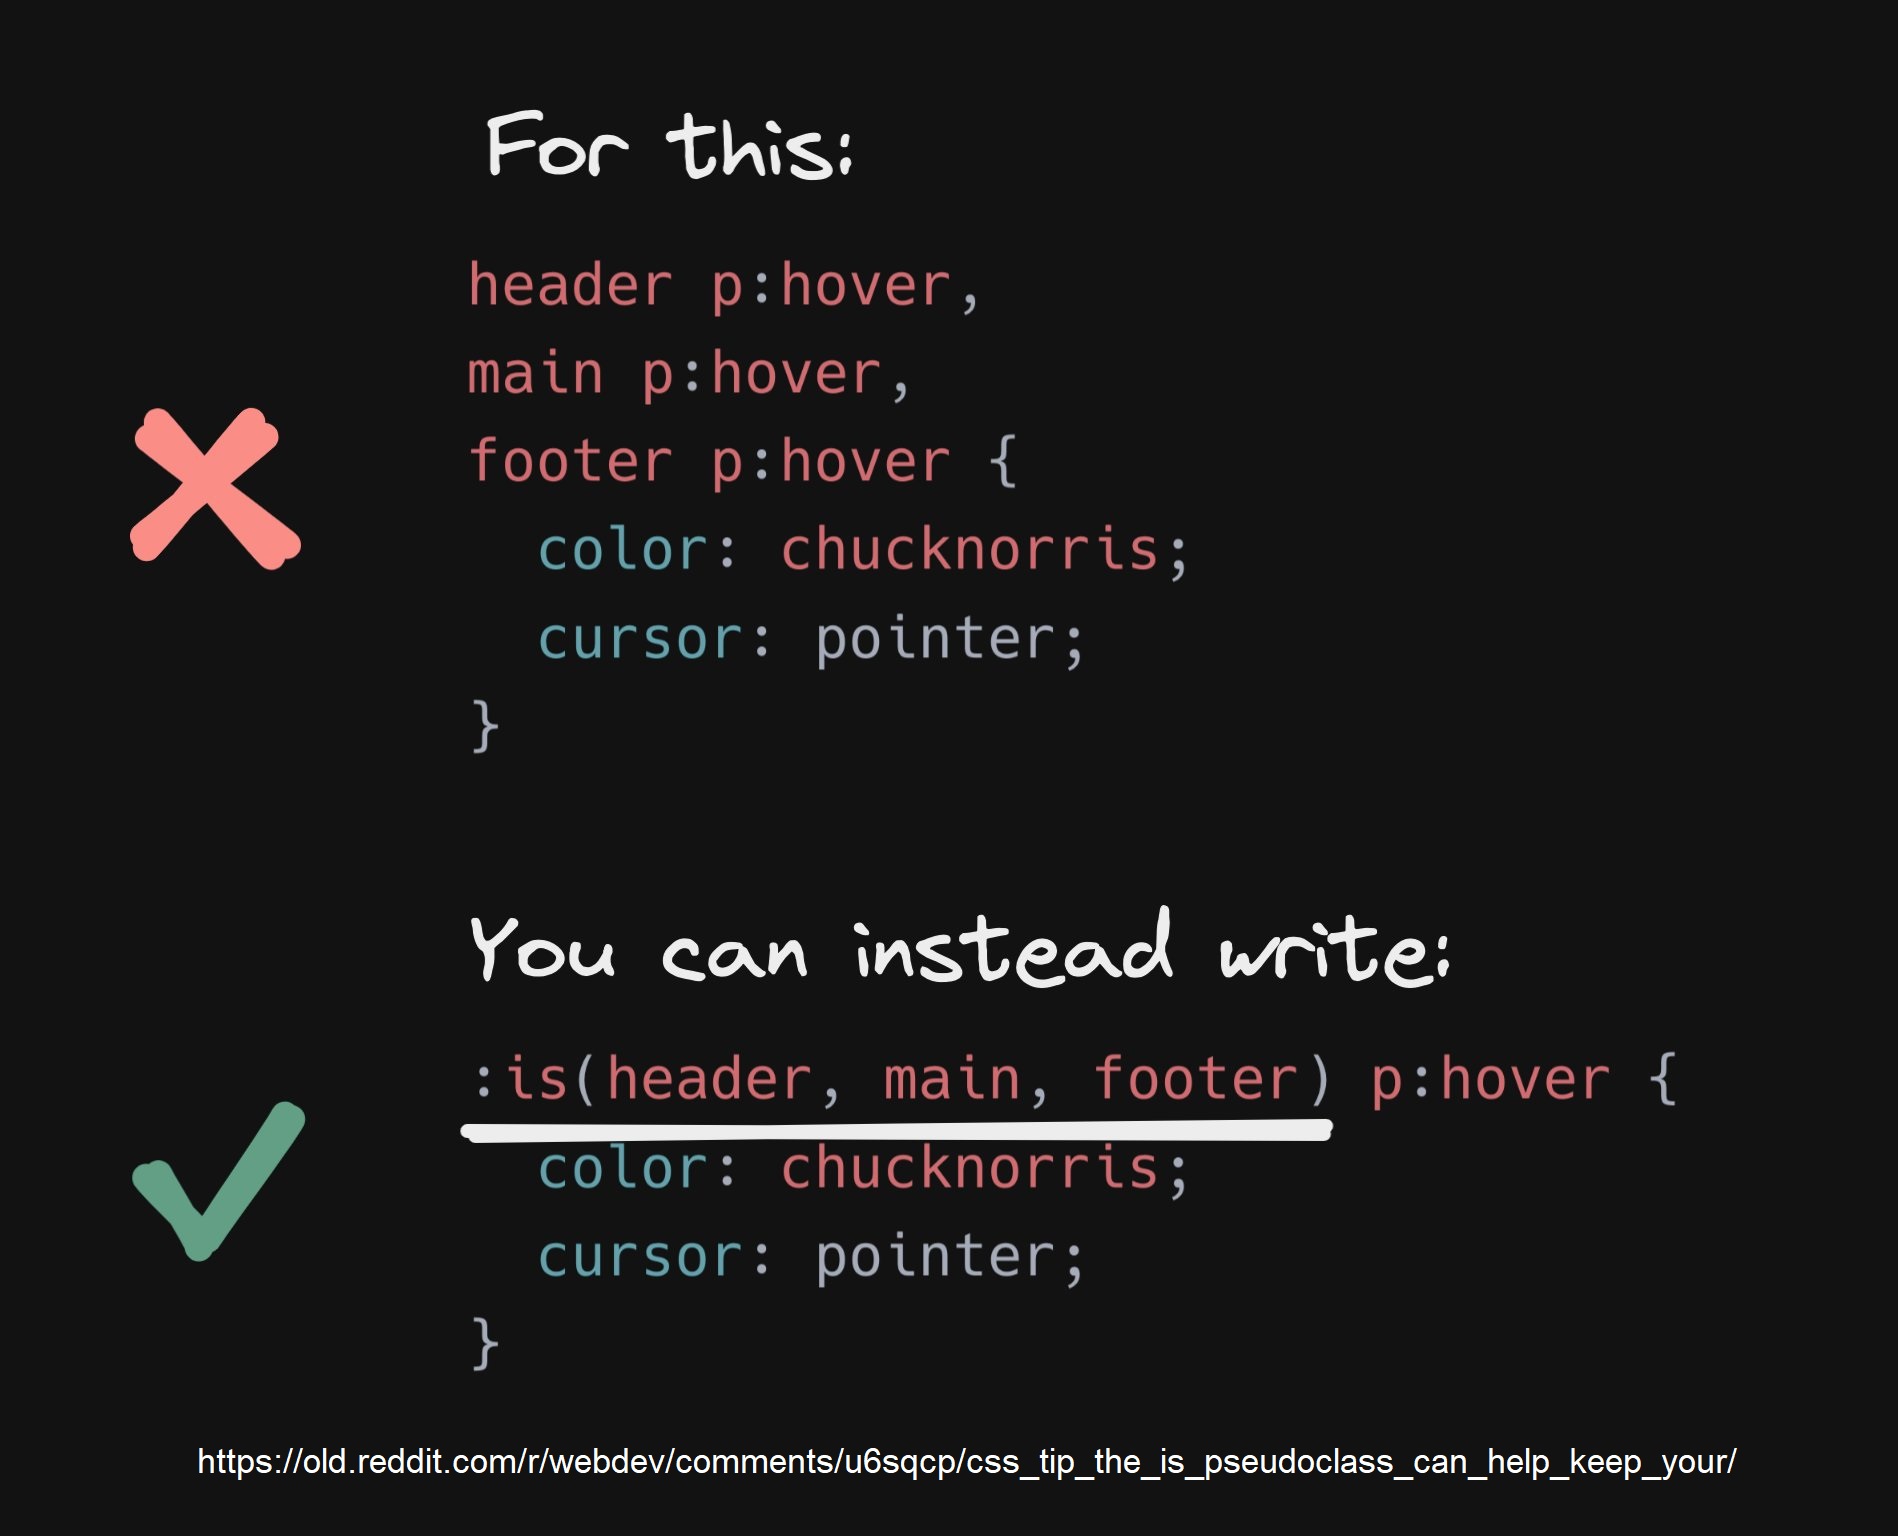 For this:
header p:hover,
main p:hover,
footer p:hover {
  color: chucknorris;
  cursor: pointer;
}
You can instead write:
:is(header, main, footer) p:hover {
  color: chucknorris;
  cursor: pointer;
}
https://old.reddit.com/r/webdev/comments/u6sqcp/css_tip_the_is_pseudoclass_can_help_keep_your/